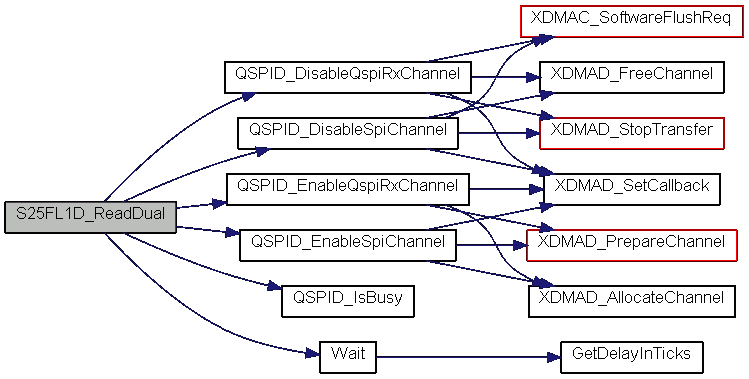 XDMAC_SoftwareFlushReq
QSPID_DisableQspiRxChannel
XDMAD_FreeChannel
QSPID_DisableSpiChannel
XDMAD_StopTransfer
QSPID_EnableQspiRxChannel
XDMAD_SetCallback
S25FL1D_ReadDual
QSPID_EnableSpiChannel
XDMAD_PrepareChannel
QSPID_IsBusy
XDMAD_AllocateChannel
Wait
GetDelayInTicks